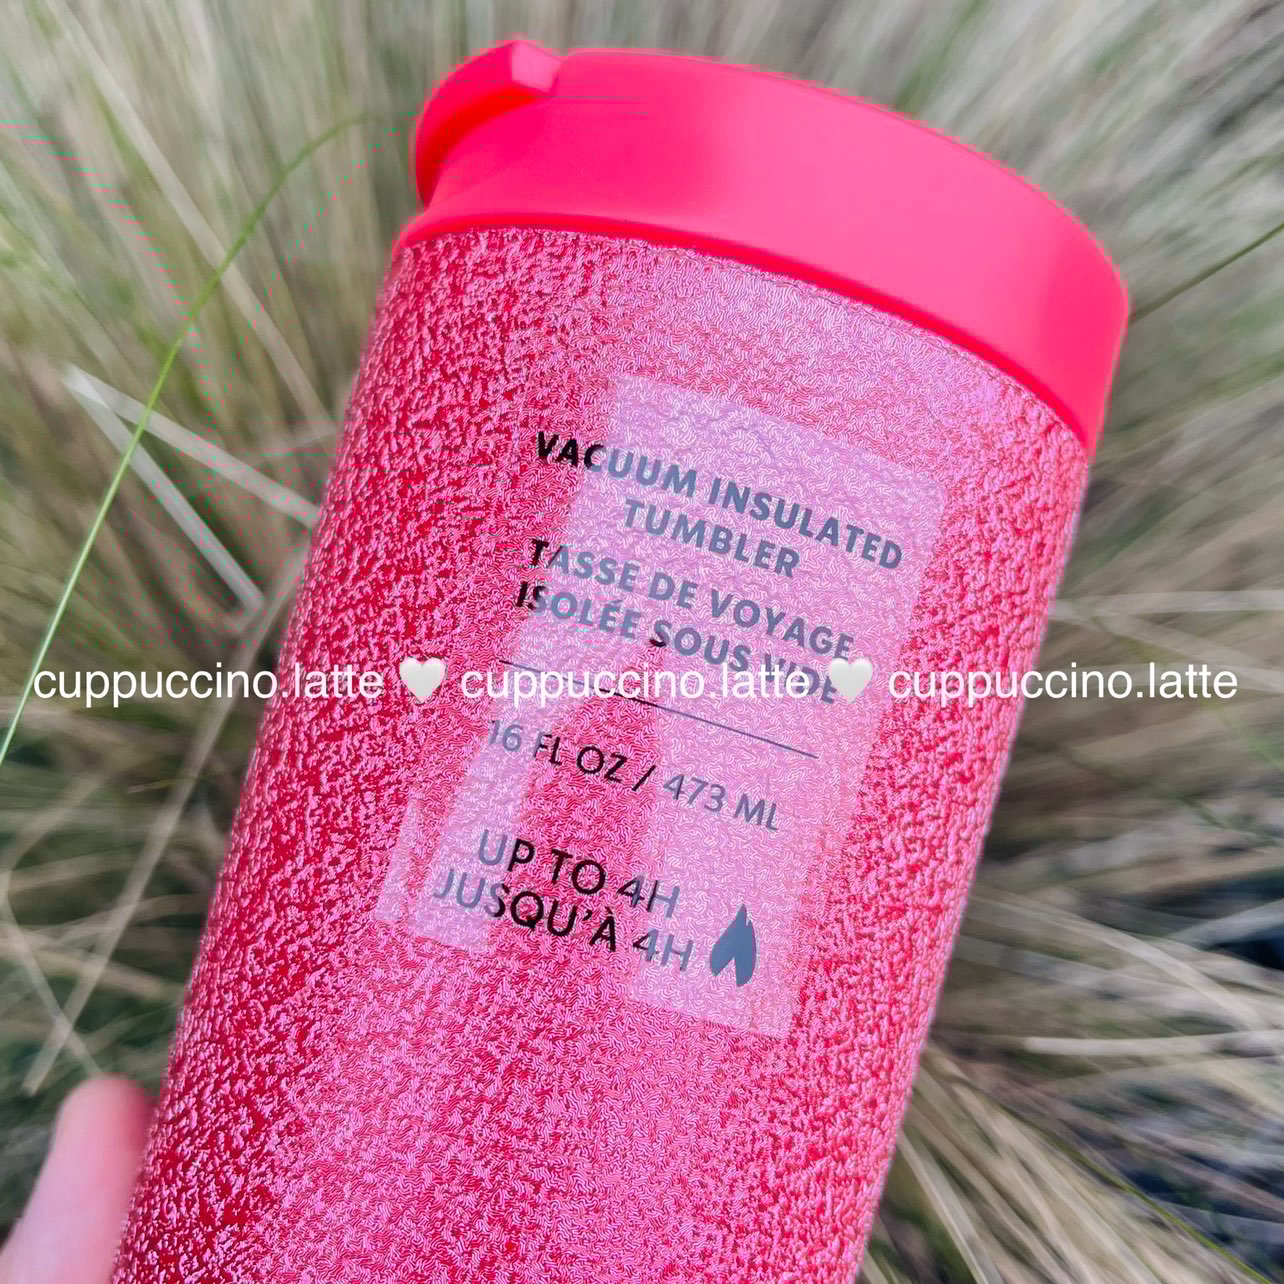 VACUUM INSULATED
TUMBLER
TASSE DE VOYAGE
ISOLÉE SOUS VIDE
cuppuccino.latte 🤍 cuppuccino.latte 🤍 cuppuccino.latte
16 FL OZ / 473 ML
UP TO 4H
JUSQU'À 4H